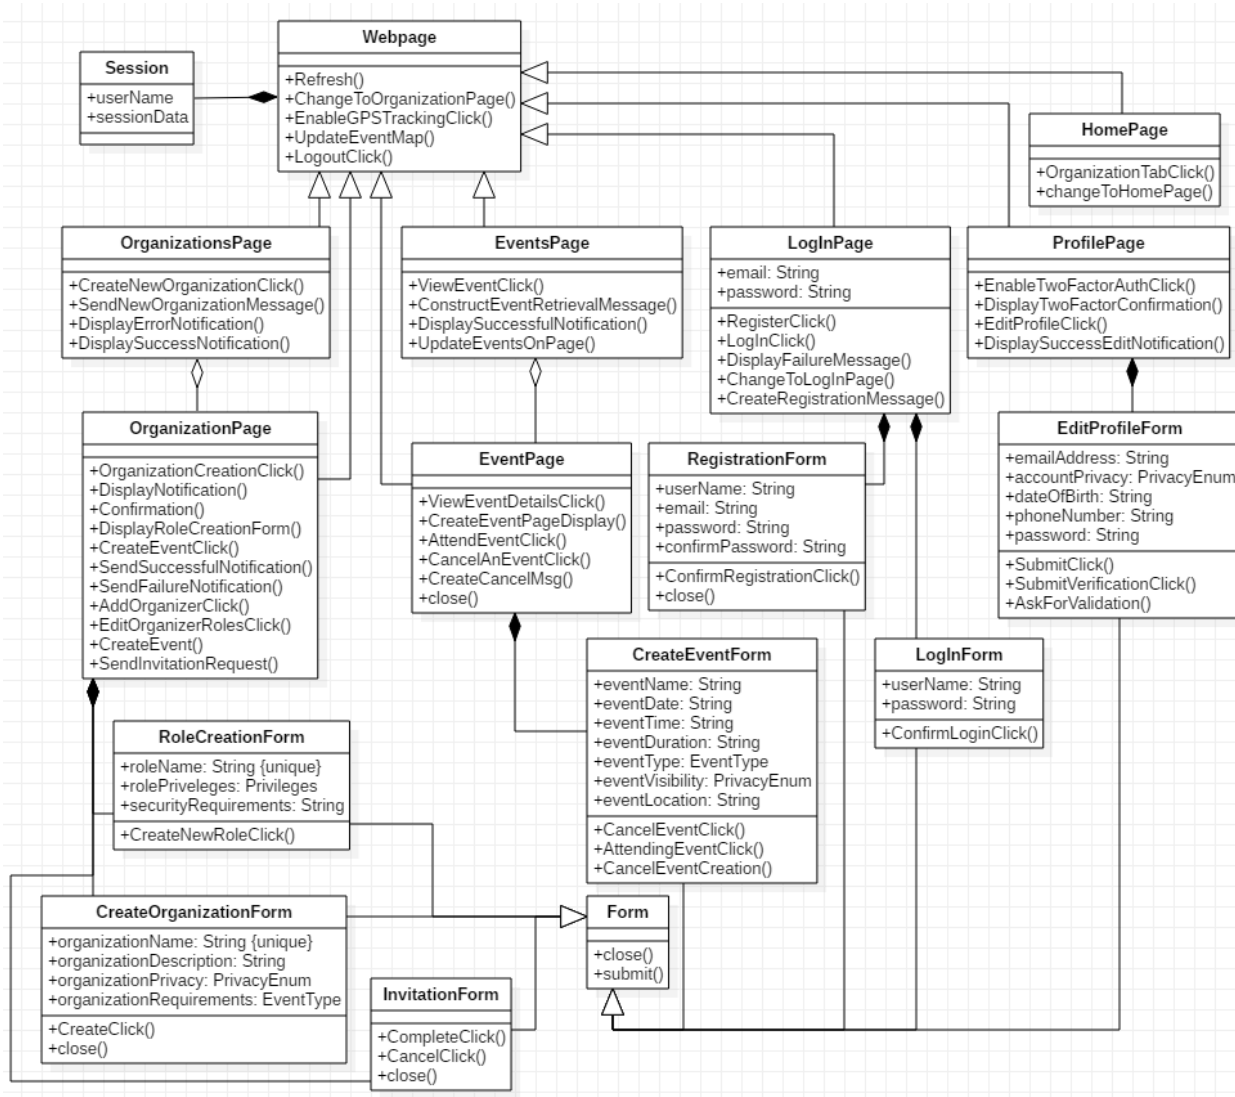 Webpage
+Refresh()
+ChangeToOrganizationPage()
+EnableGPSTrackingClick()
+UpdateEventMap()
+LogoutClick()
Session
+userName
+sessionData
HomePage
+OrganizationTabClick()
+changeToHomePage()
OrganizationsPage
+CreateNewOrganizationClick()
+SendNewOrganizationMessage()
+DisplayErrorNotification()
+DisplaySuccessNotification()
EventsPage
+ViewEventClick()
+ConstructEventRetrievalMessage()
+DisplaySuccessfulNotification()
+UpdateEventsOnPage()
LogInPage
+email: String
+password: String
+RegisterClick()
+LogInClick()
+DisplayFailureMessage()
+ChangeToLogInPage()
+CreateRegistrationMessage()
ProfilePage
+EnableTwoFactorAuthClick()
+DisplayTwoFactorConfirmation()
+EditProfileClick()
+DisplaySuccessEditNotification()
OrganizationPage
+OrganizationCreationClick()
+DisplayNotification()
+Confirmation()
+DisplayRoleCreationForm()
+CreateEventClick()
+SendSuccessfulNotification()
+SendFailureNotification()
+AddOrganizerClick()
+EditOrganizerRolesClick()
+CreateEvent()
+SendInvitationRequest()
EventPage
+ViewEventDetailsClick()
+CreateEventPageDisplay()
+AttendEventClick()
+CancelAnEventClick()
+CreateCancelMsg()
+close()
RegistrationForm
+userName: String
+email: String
+password: String
+confirmPassword: String
+ConfirmRegistrationClick()
+close()
EditProfileForm
+emailAddress: String
+accountPrivacy: PrivacyEnum
+dateOfBirth: String
+phoneNumber: String
+password: String
+SubmitClick()
+SubmitVerificationClick()
+AskForValidation()
CreateEventForm
+eventName: String
+eventDate: String
+eventTime: String
+eventDuration: String
+eventType: EventType
+eventVisibility: PrivacyEnum
+eventLocation: String
+CancelEventClick()
+AttendingEventClick()
+CancelEventCreation()
LogInForm
+userName: String
+password: String
+ConfirmLoginClick()
RoleCreationForm
+roleName: String {unique}
+rolePriveleges: Privileges
+securityRequirements: String
+CreateNewRoleClick()
CreateOrganizationForm
+organizationName: String {unique}
+organizationDescription: String
+organizationPrivacy: PrivacyEnum
+organizationRequirements: EventType
+CreateClick()
+close()
Form
+close()
+submit()
InvitationForm
+CompleteClick()
+CancelClick()
+close()